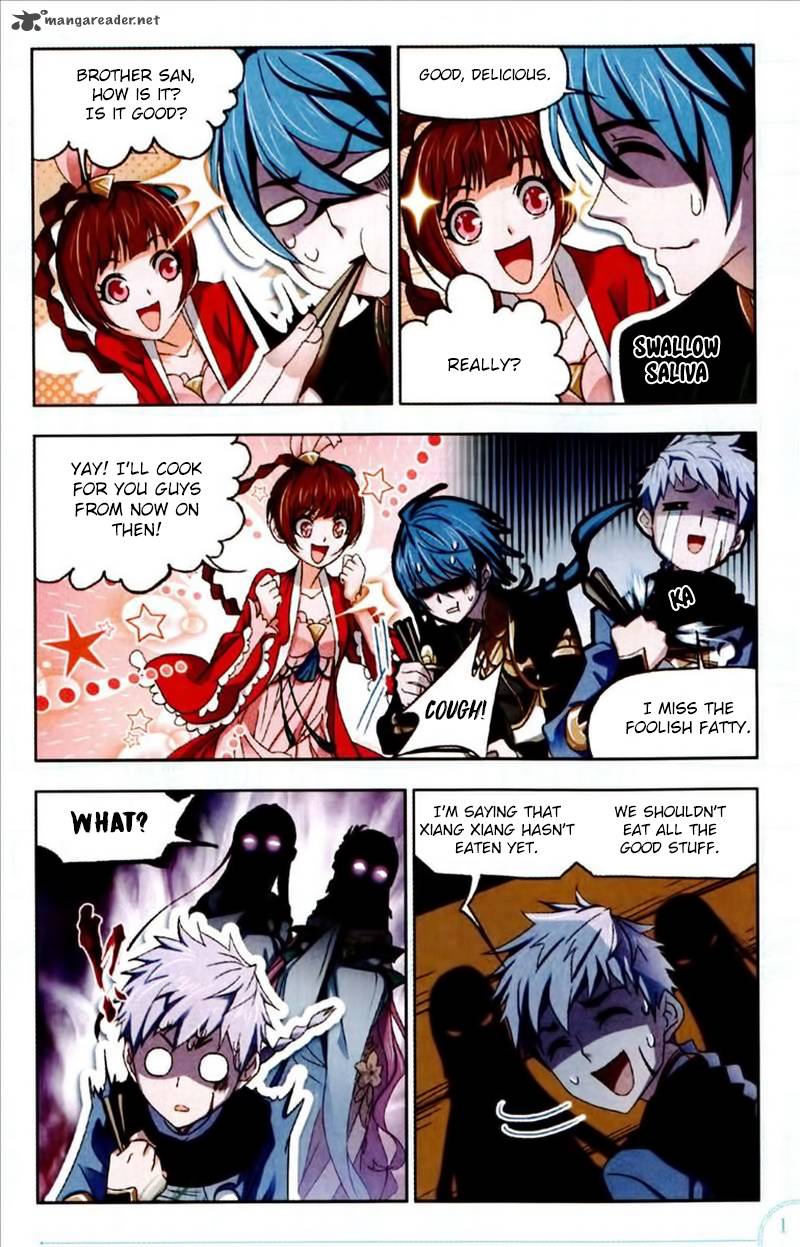 mangareader.net
BROTHER SAN,
HOW IS IT?
IS IT GOOD?
GOOD, DELICIOUS.
REALLY?
SWALLOW
SALIVA
YAY! I'LL COOK
FOR YOU GUYS
FROM NOW ON
THEN!
COUGH!
KA
I MISS THE
FOOLISH FATTY.
WHAT?
I'M SAYING THAT
XIANG XIANG HASN'T
EATEN YET.
WE SHOULDN'T
EAT ALL THE
GOOD STUFF.
1